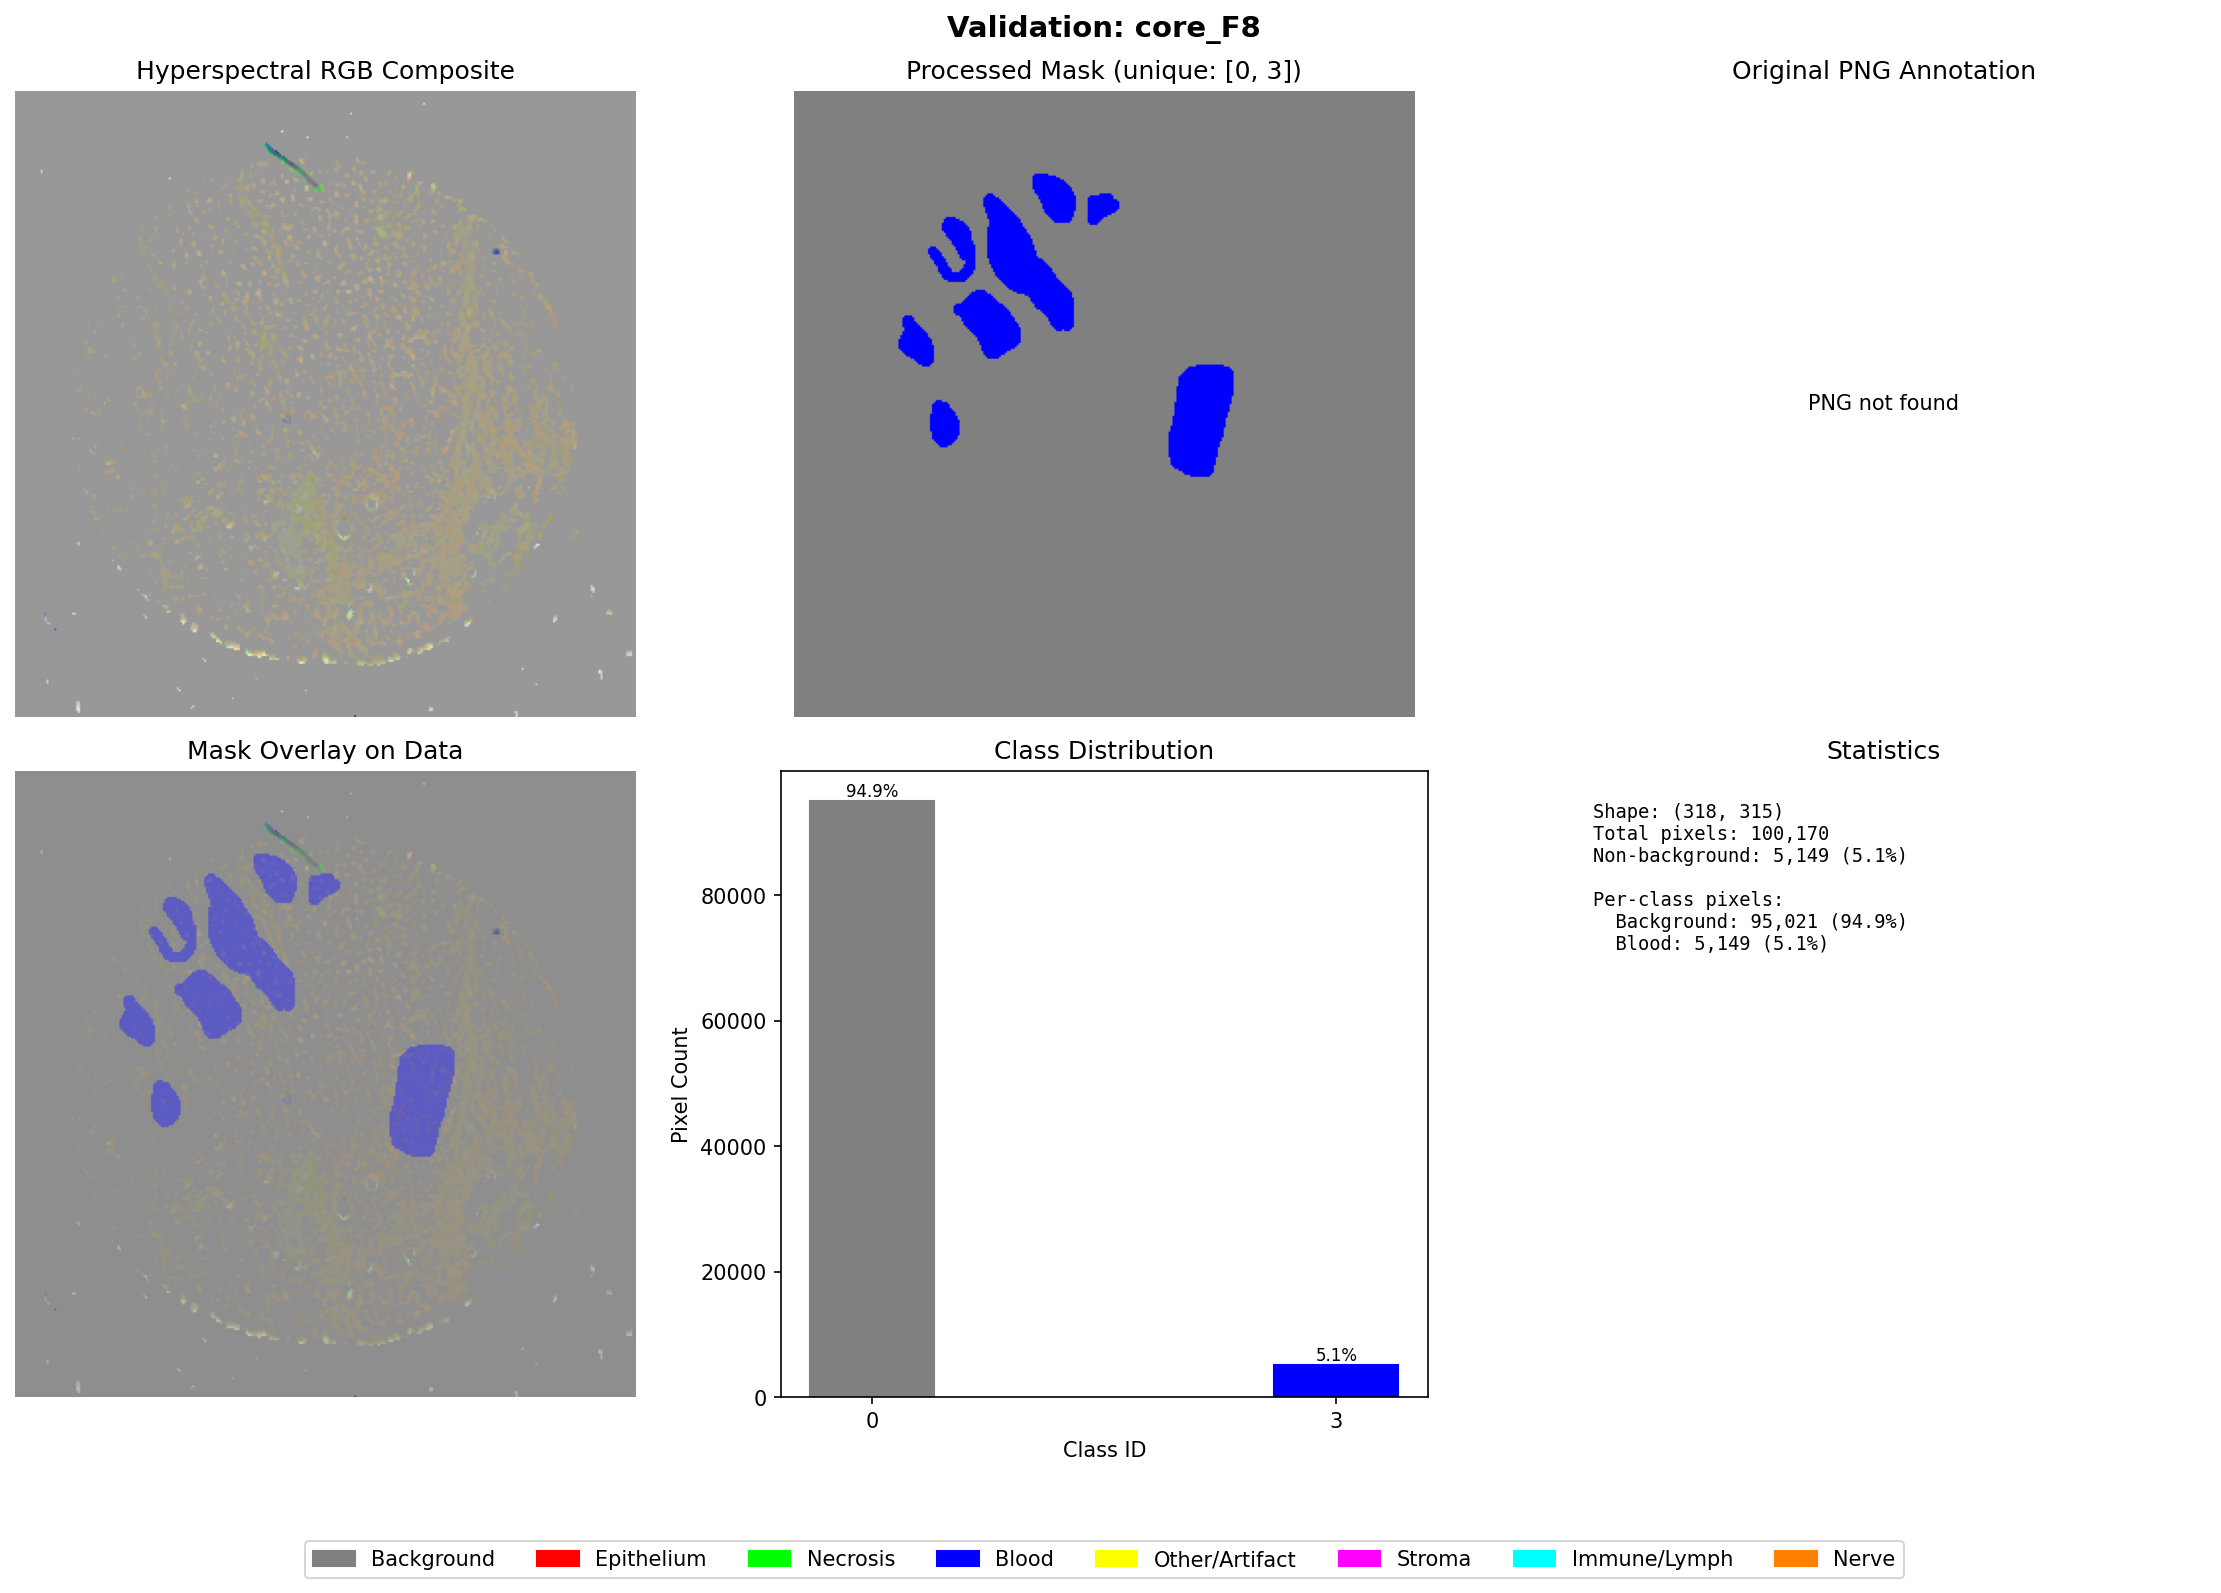 Validation: core_F8
Hyperspectral RGB Composite
Processed Mask (unique: [0, 3])
Original PNG Annotation
PNG not found
Mask Overlay on Data
Class Distribution
94.9%
5.1%
80000
60000
40000
20000
0
Pixel Count
0 3
Class ID
Statistics
Shape: (318, 315)
Total pixels: 100,170
Non-background: 5,149 (5.1%)
Per-class pixels:
Background: 95,021 (94.9%)
Blood: 5,149 (5.1%)
Background Epithelium Necrosis Blood Other/Artifact Stroma Immune/Lymph Nerve